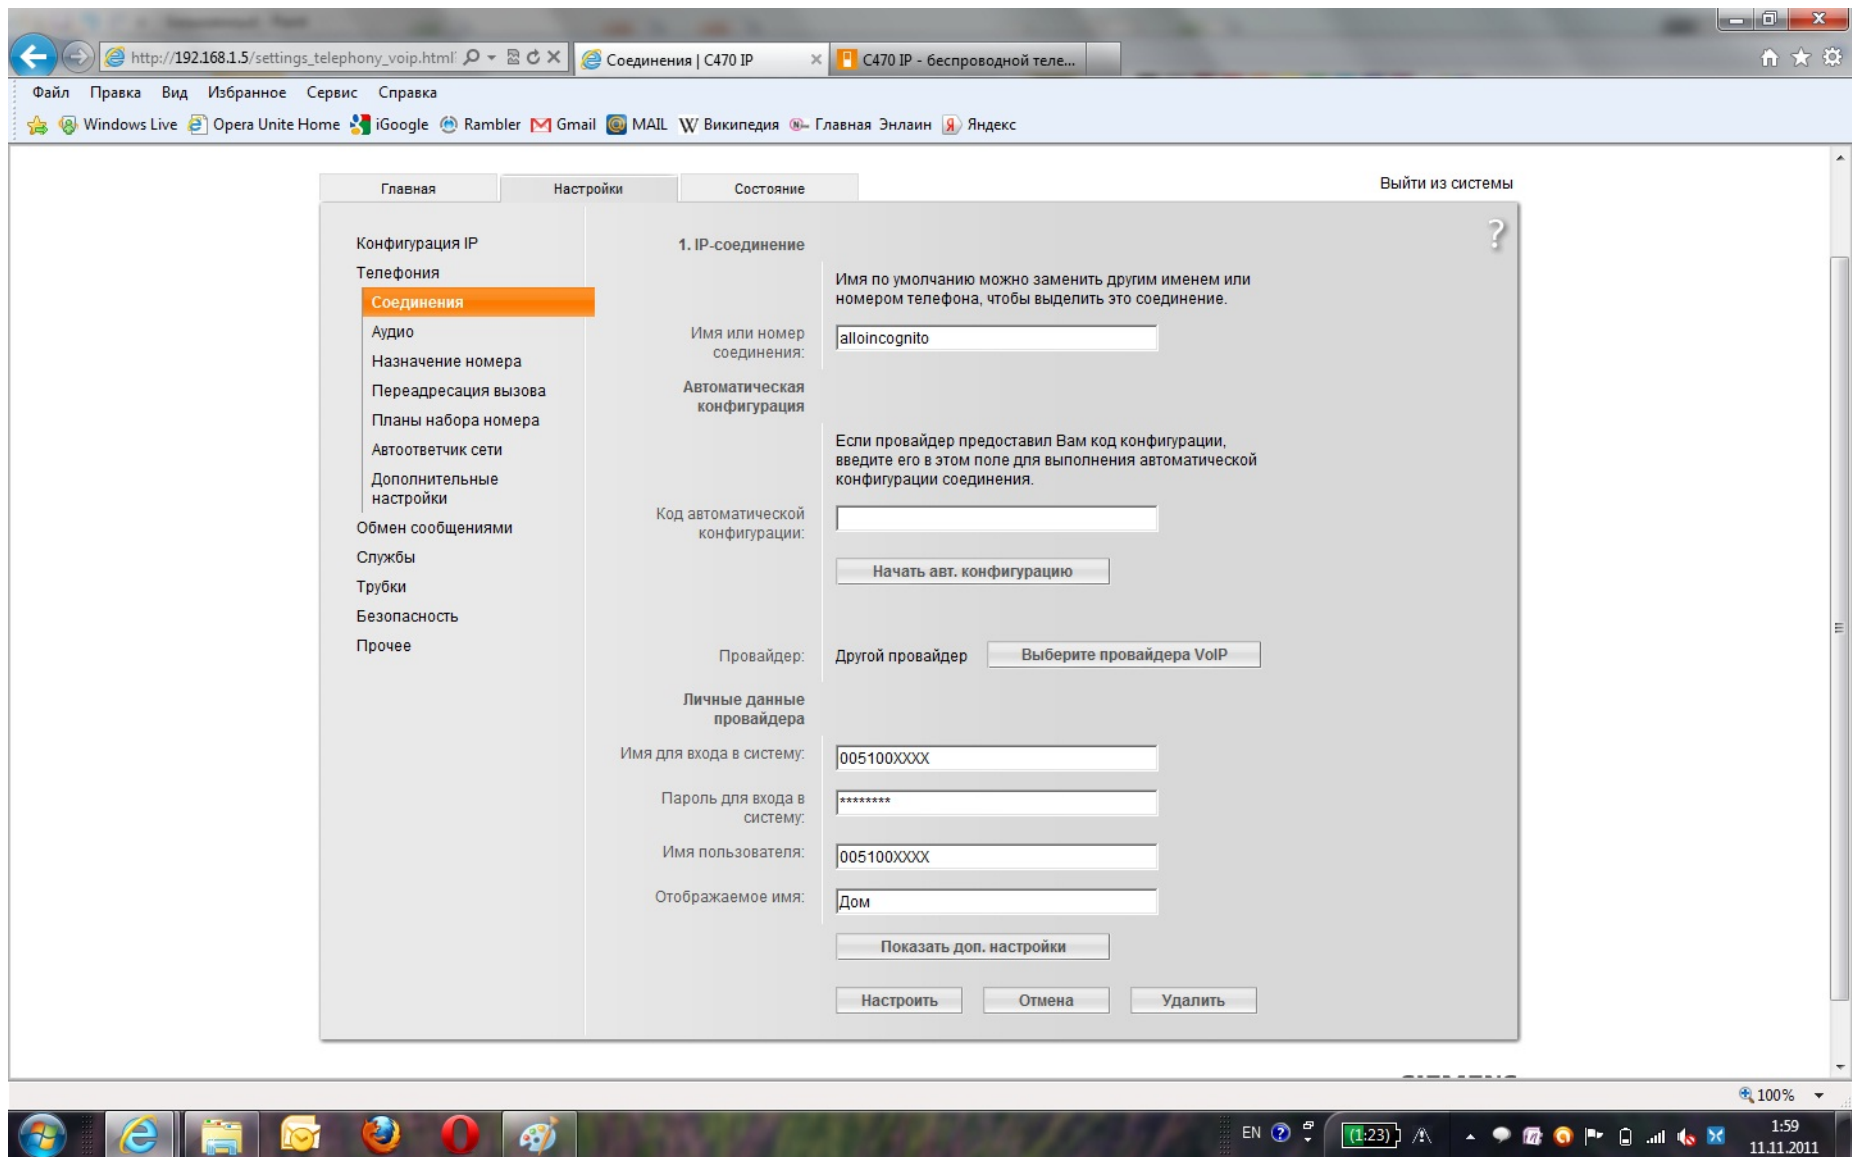 http://192.168.1.5/settings_telephony_voip.html
Соединения | C470 IP
C470 IP - беспроводной теле...
Файл Правка Вид Избранное Сервис Справка
Windows Live Opera Unite Home iGoogle Rambler Gmail MAIL Википедия Главная Энлаин Яндекс
Главная Настройки Состояние Выйти из системы
Конфигурация IP
Телефония
Соединения
Аудио
Назначение номера
Переадресация вызова
Планы набора номера
Автоответчик сети
Дополнительные
настройки
Обмен сообщениями
Службы
Трубки
Безопасность
Прочее
?
1. IP-соединение
Имя по умолчанию можно заменить другим именем или
номером телефона, чтобы выделить это соединение.
Имя или номер
соединения:
alloincognito
Автоматическая
конфигурация
Если провайдер предоставил Вам код конфигурации,
введите его в этом поле для выполнения автоматической
конфигурации соединения.
Код автоматической
конфигурации:
Начать авт. конфигурацию
Провайдер: Другой провайдер Выберите провайдера VoIP
Личные данные
провайдера
Имя для входа в систему: 005100XXXX
Пароль для входа в
систему:
********
Имя пользователя: 005100XXXX
Отображаемое имя: Дом
Показать доп. настройки
Настроить Отмена Удалить
100%
EN (1:23) 1:59
11.11.2011